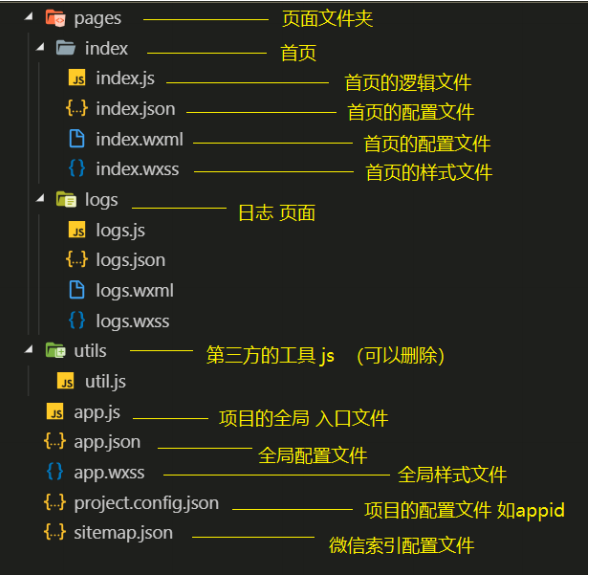 pages 页面文件夹
index 首页
index.js 首页的逻辑文件
index.json 首页的配置文件
index.wxml 首页的配置文件
index.wxss 首页的样式文件
logs 日志 页面
logs.js
logs.json
logs.wxml
logs.wxss
utils 第三方的工具 js （可以删除）
util.js
app.js 项目的全局 入口文件
app.json 全局配置文件
app.wxss 全局样式文件
project.config.json 项目的配置文件 如appid
sitemap.json 微信索引配置文件